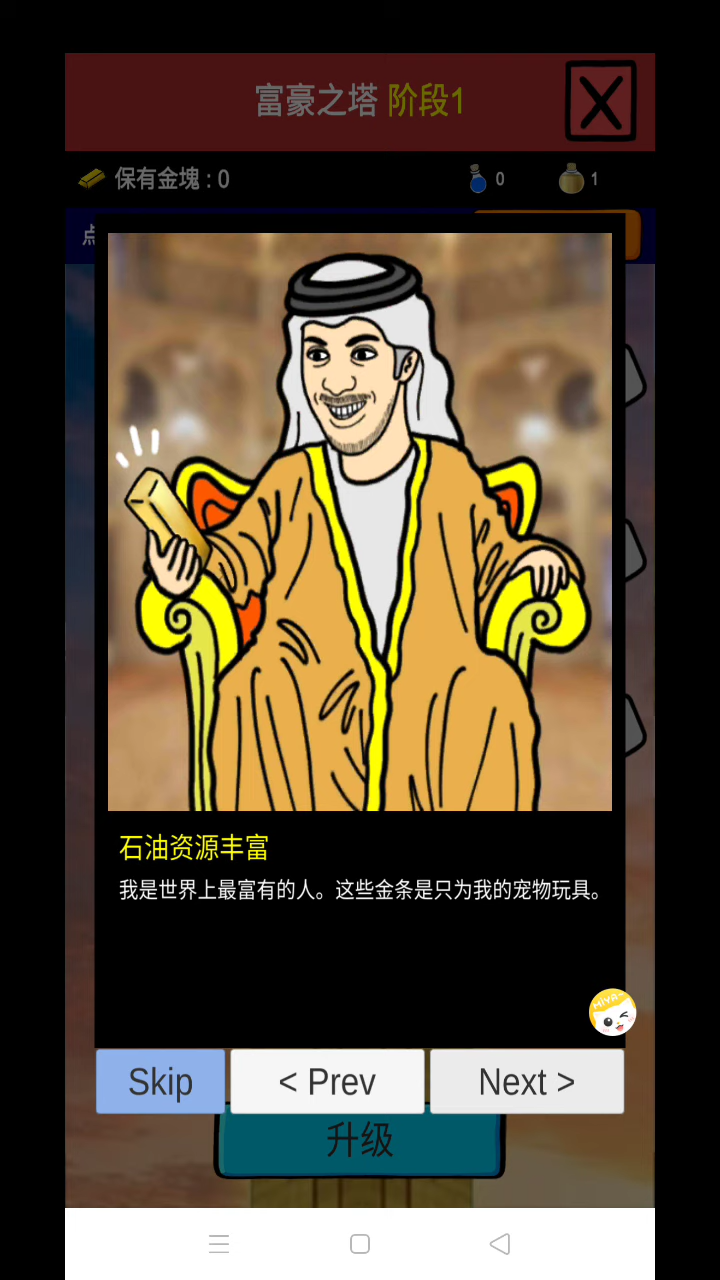 富豪之塔 阶段1
保有金塊 : 0
0
1
点
石油资源丰富
我是世界上最富有的人。这些金条是只为我的宠物玩具。
MiYA
Skip
< Prev
Next >
升级